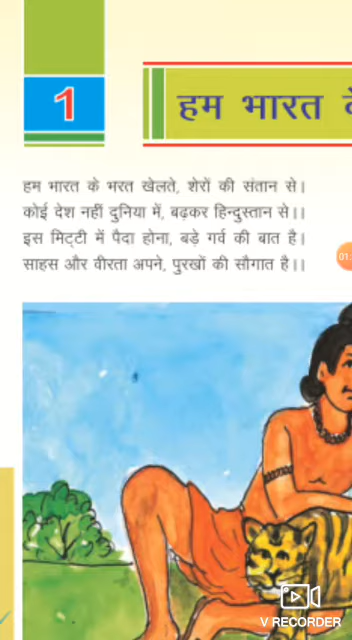 1
हम भारत
हम भारत के भरत खेलते, शेरों की संतान से।
कोई देश नहीं दुनिया में, बढ़कर हिन्दुस्तान से।।
इस मिट्टी में पैदा होना, बड़े गर्व की बात है।
साहस और वीरता अपने, पुरखों की सौगात है।।
01:
V RECORDER